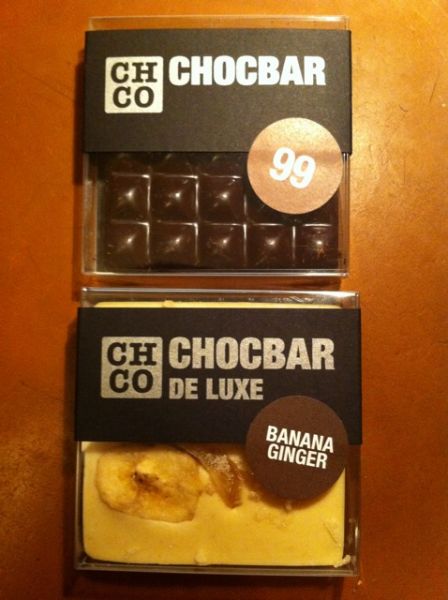 CH
CO
CHOCBAR
99
CH
CO
CHOCBAR
DE LUXE
BANANA
GINGER